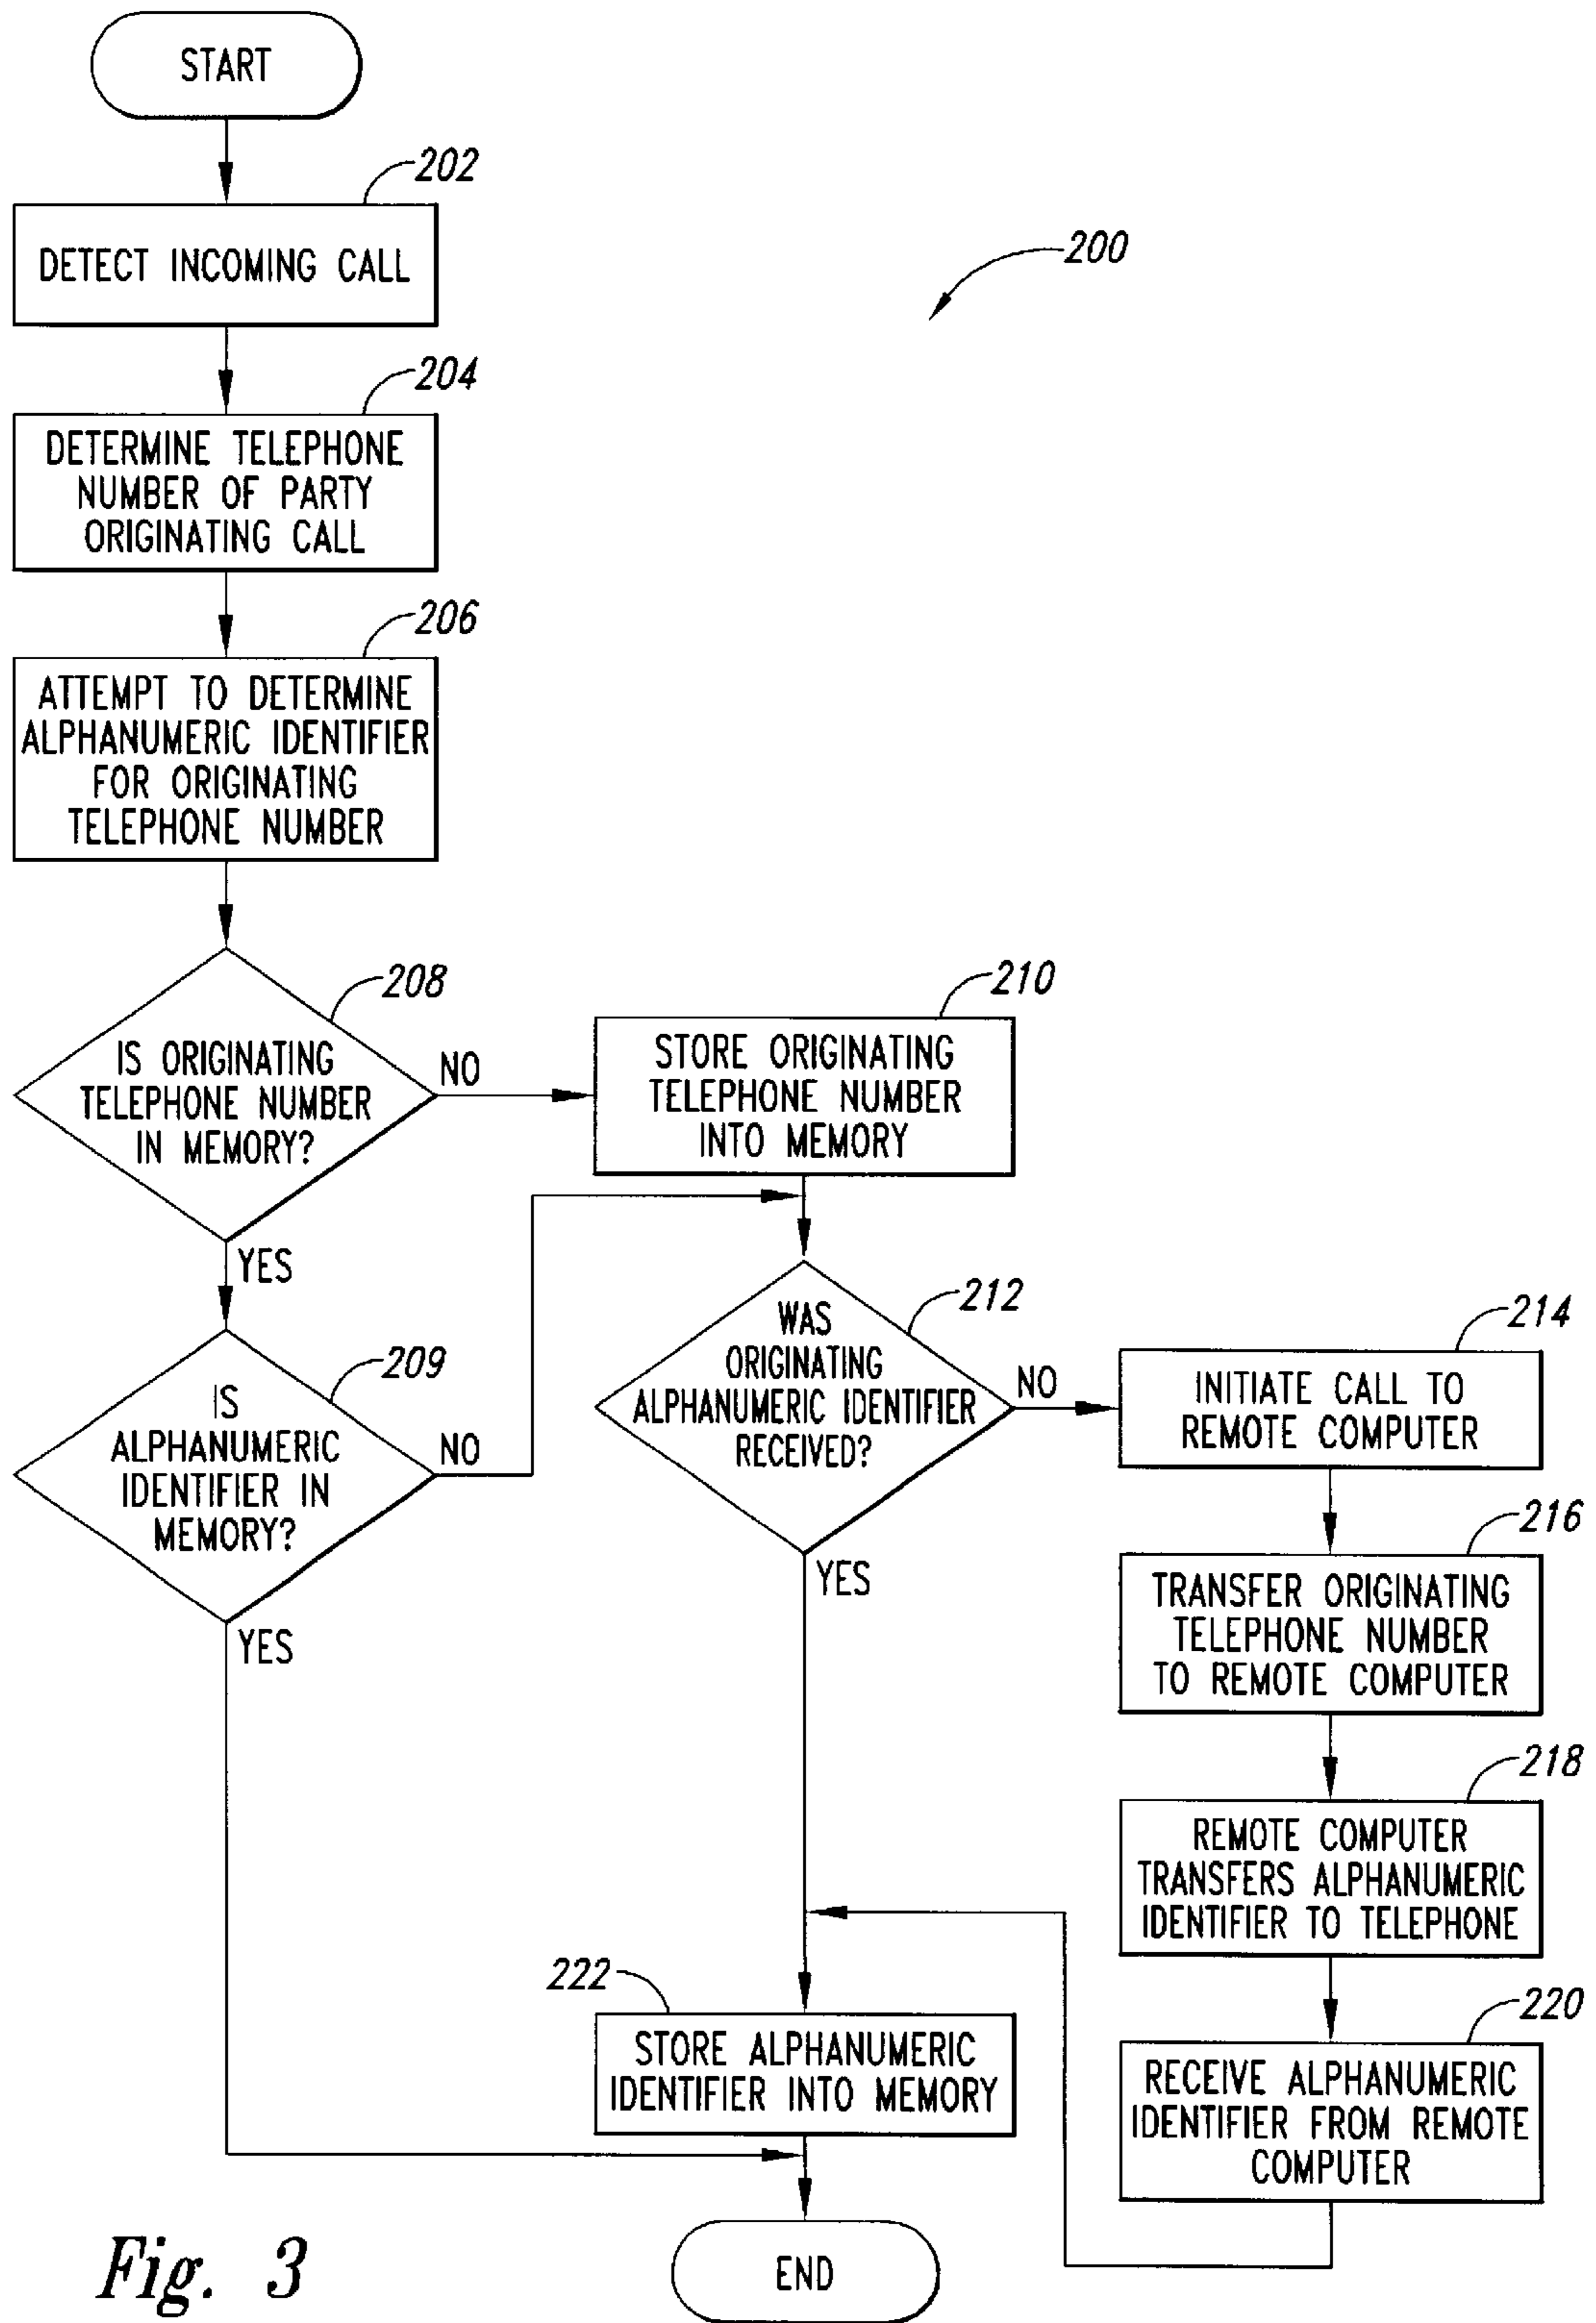 START
202
DETECT INCOMING CALL
200
204
DETERMINE TELEPHONE
NUMBER OF PARTY
ORIGINATING CALL
206
ATTEMPT TO DETERMINE
ALPHANUMERIC IDENTIFIER
FOR ORIGINATING
TELEPHONE NUMBER
208
IS ORIGINATING
TELEPHONE NUMBER
IN MEMORY?
NO
YES
210
STORE ORIGINATING
TELEPHONE NUMBER
INTO MEMORY
209
IS
ALPHANUMERIC
IDENTIFIER IN
MEMORY?
NO
YES
212
WAS
ORIGINATING
ALPHANUMERIC IDENTIFIER
RECEIVED?
NO
YES
214
INITIATE CALL TO
REMOTE COMPUTER
216
TRANSFER ORIGINATING
TELEPHONE NUMBER
TO REMOTE COMPUTER
218
REMOTE COMPUTER
TRANSFERS ALPHANUMERIC
IDENTIFIER TO TELEPHONE
220
RECEIVE ALPHANUMERIC
IDENTIFIER FROM REMOTE
COMPUTER
222
STORE ALPHANUMERIC
IDENTIFIER INTO MEMORY
END
Fig. 3